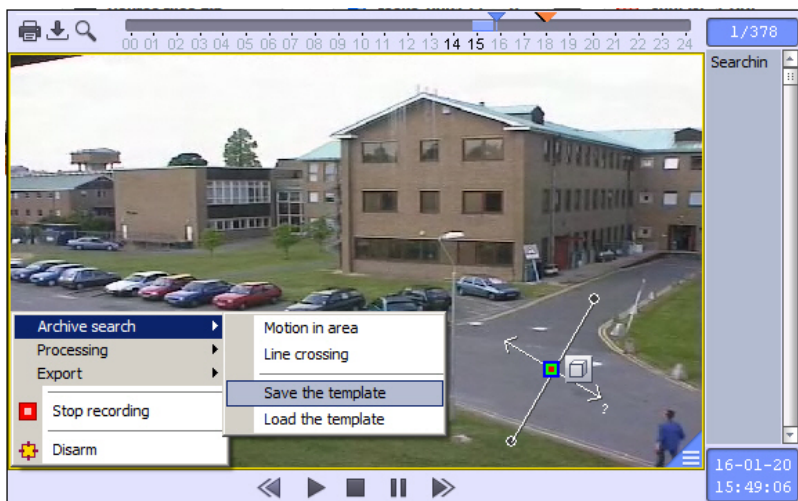 1/378
00 01 02 03 04 05 06 07 08 09 10 11 12 13 14 15 16 17 18 19 20 21 22 23 24
Searchin
Archive search
Processing
Export
Stop recording
Disarm
Motion in area
Line crossing
Save the template
Load the template
?
16-01-20
15:49:06